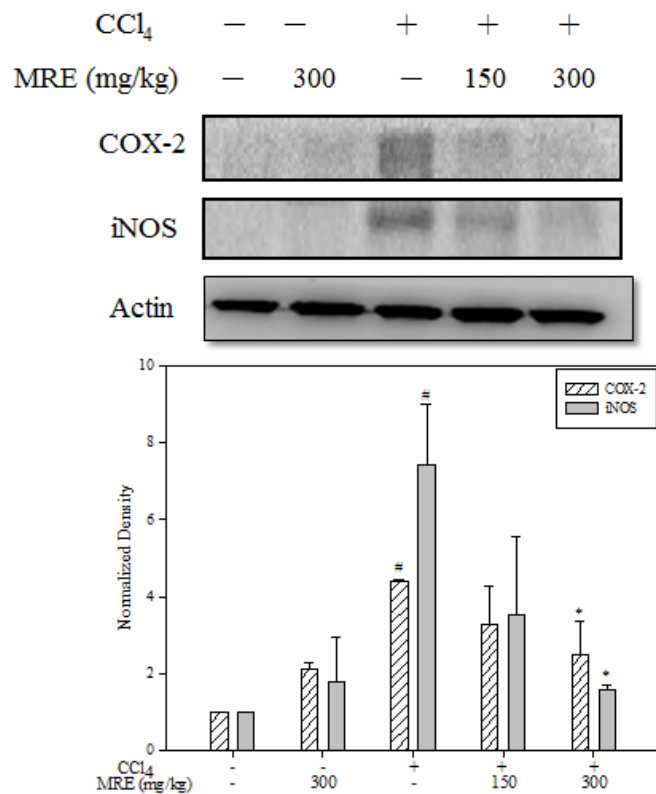 CCl4 — — + + +
MRE (mg/kg) — 300 — 150 300
COX-2
iNOS
Actin
10
8
6
4
2
0
Normalized Density
COX-2
iNOS
#
#
*
*
CCl4 - - + + +
MRE (mg/kg) - 300 - 150 300